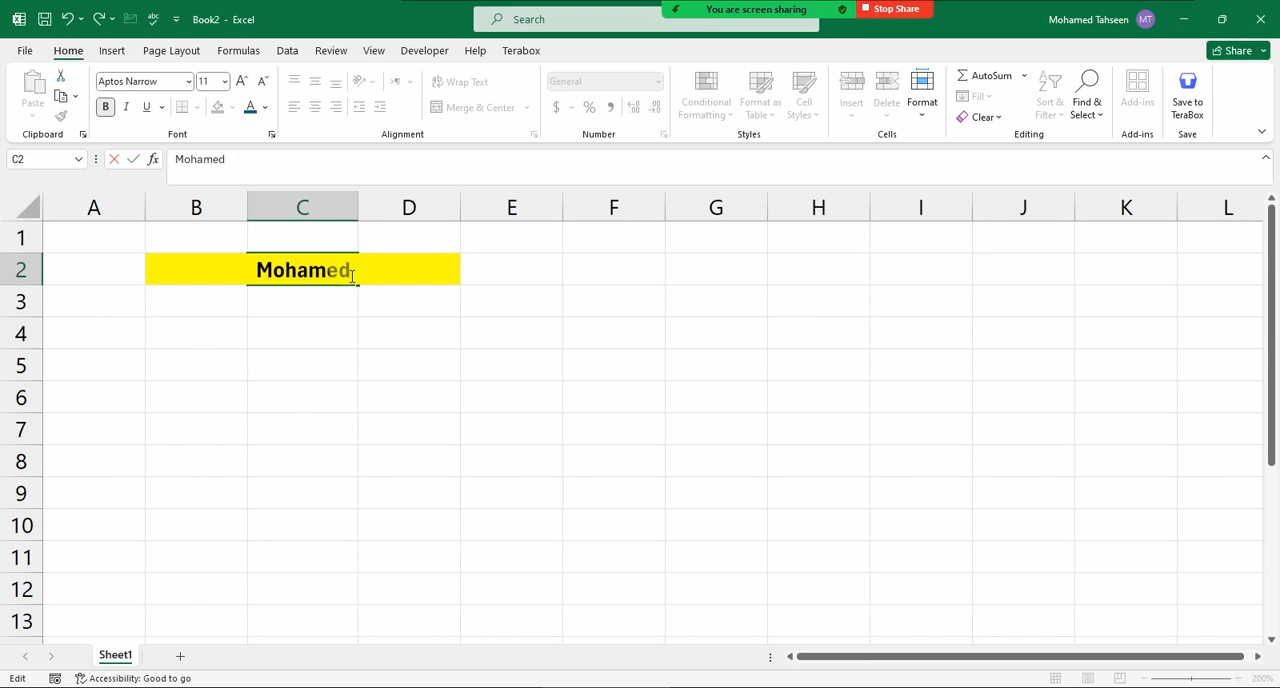 Book2 - Excel
Search
You are screen sharing
Stop Share
Mohamed Tahseen
MT
File
Home
Insert
Page Layout
Formulas
Data
Review
View
Developer
Help
Terabox
Share
Paste
Clipboard
Aptos Narrow
11
B
I
U
Font
Wrap Text
Merge & Center
Alignment
General
Number
Conditional
Formatting
Format as
Table
Cell
Styles
Styles
Insert
Delete
Format
Cells
AutoSum
Fill
Clear
Sort &
Filter
Find &
Select
Editing
Add-ins
Add-ins
Save to
TeraBox
Save
C2
fx
Mohamed
A B C D E F G H I J K L
1
2 Mohamed
3
4
5
6
7
8
9
10
11
12
13
Sheet1
Edit
Accessibility: Good to go
200%